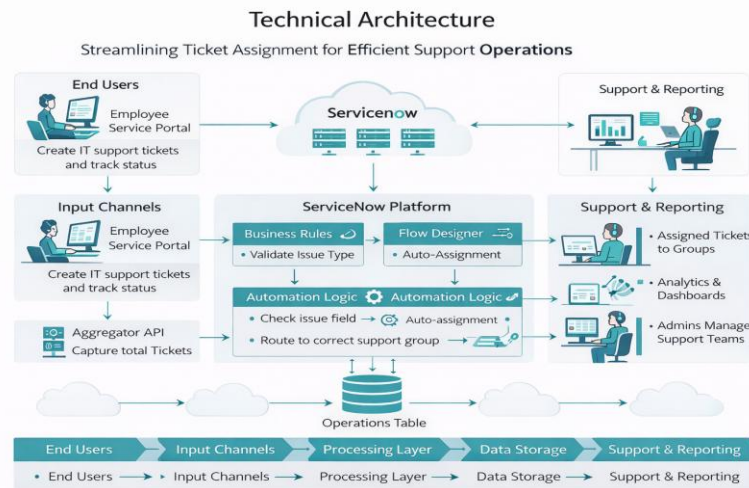 Technical Architecture
Streamlining Ticket Assignment for Efficient Support Operations
End Users
Employee
Service Portal
Create IT support tickets
and track status
Servicenow
Support & Reporting
Input Channels
Employee
Service Portal
Create IT support tickets
and track status
Aggregator API
Capture total Tickets
ServiceNow Platform
Business Rules
• Validate Issue Type
Flow Designer
• Auto-Assignment
Automation Logic
Automation Logic
• Check issue field
Auto-assignment
• Route to correct support group
Support & Reporting
• Assigned Tickets
to Groups
• Analytics &
Dashboards
• Admins Manage
Support Teams
Operations Table
End Users
Input Channels
Processing Layer
Data Storage
Support & Reporting
• End Users
Input Channels
Processing Layer
Data Storage
Support & Reporting